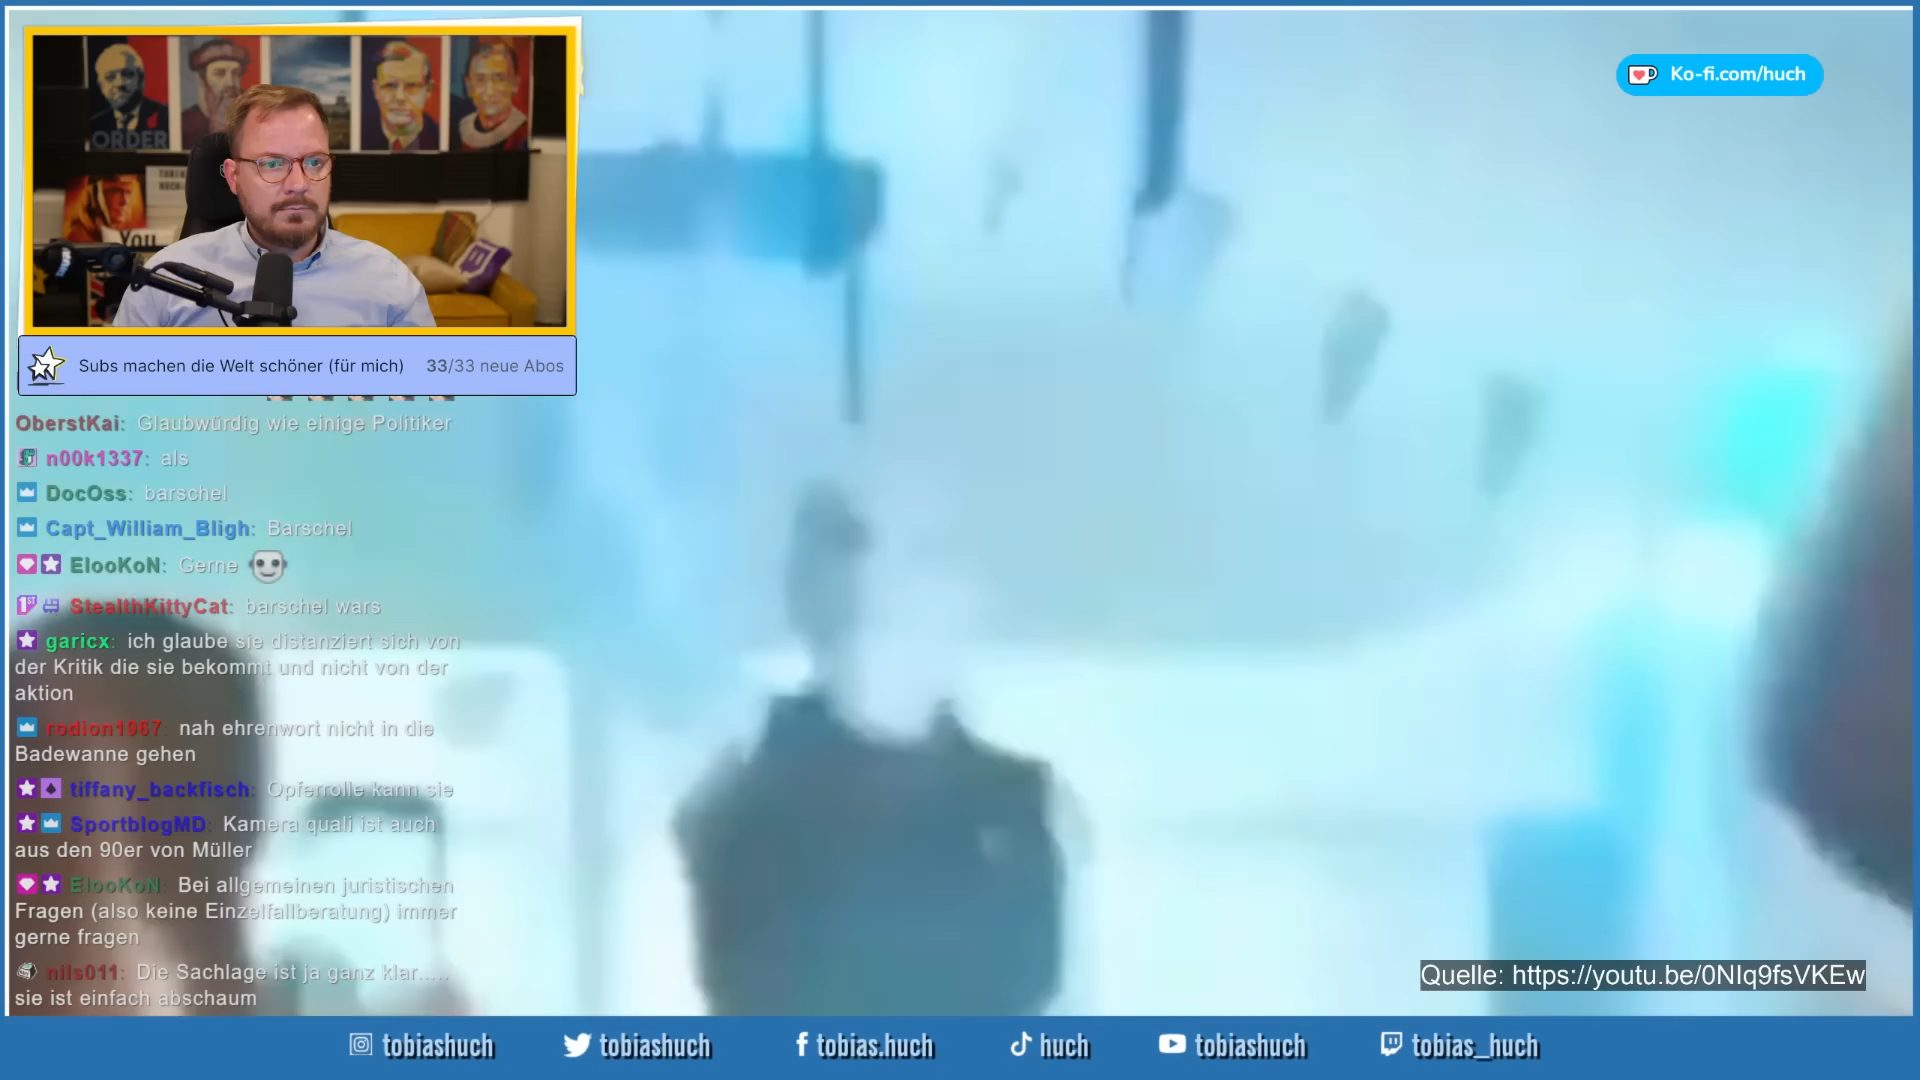 ORDER
Ko-fi.com/huch
Subs machen die Welt schöner (für mich) 33/33 neue Abos
OberstKai: Glaubwürdig wie einige Politiker
n00k1337: als
DocOss: barschel
Capt_William_Bligh: Barschel
ElooKoN: Gerne
StealthKittyCat: barschel wars
garicx: ich glaube sie distanziert sich von
der Kritik die sie bekommt und nicht von der
aktion
rodion1967: nah ehrenwort nicht in die
Badewanne gehen
tiffany_backfisch: Opferrolle kann sie
SportblogMD: Kamera quali ist auch
aus den 90er von Müller
ElooKoN: Bei allgemeinen juristischen
Fragen (also keine Einzelfallberatung) immer
gerne fragen
nils011: Die Sachlage ist ja ganz klar.....
sie ist einfach abschaum
Quelle: https://youtu.be/0NIq9fsVKEw
tobiashuch tobiashuch tobias.huch huch tobiashuch tobias_huch